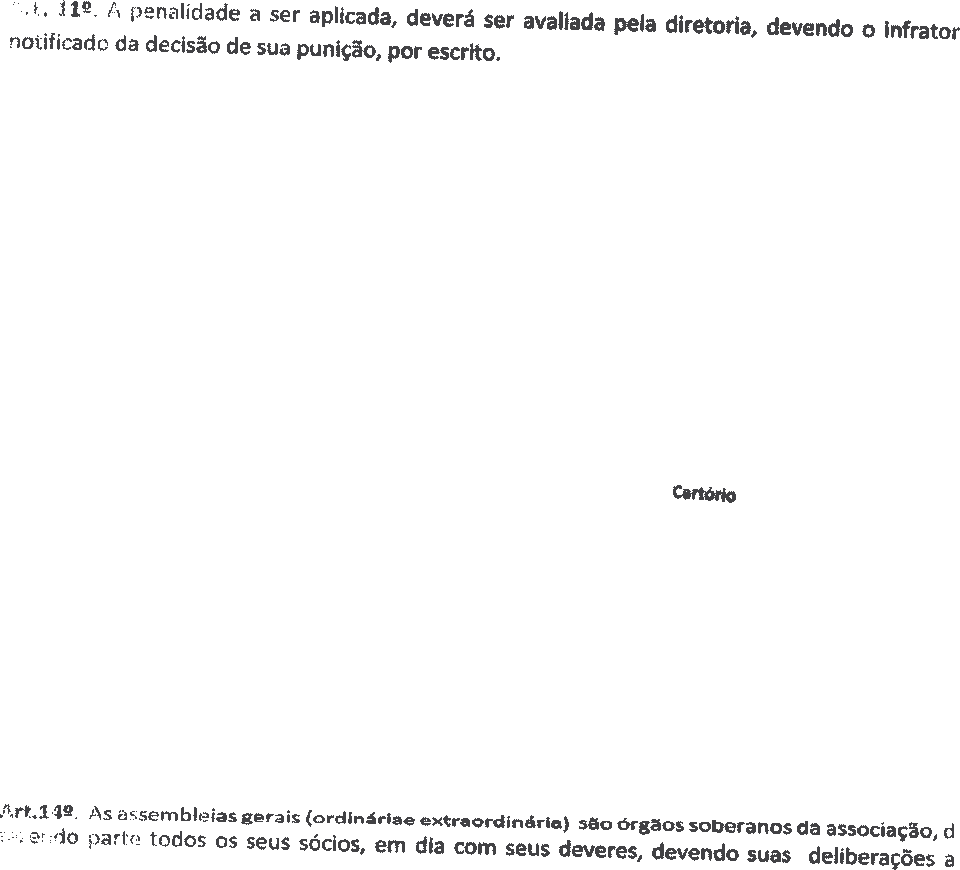 Art. 11º. A penalidade a ser aplicada, deverá ser avaliada pela diretoria, devendo o infrator
notificado da decisão de sua punição, por escrito.
Cartório
Art.14º. As assembleias gerais (ordináriae extraordinária) são órgãos soberanos da associação, d
parte todos os seus sócios, em dia com seus deveres, devendo suas deliberações a